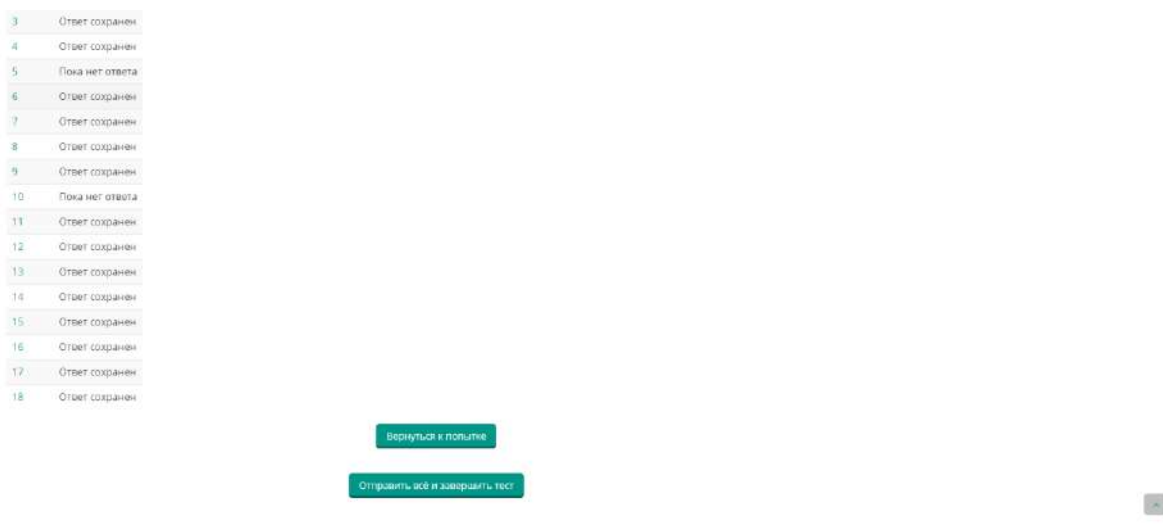 3 Ответ сохранен
4 Ответ сохранен
5 Пока нет ответа
6 Ответ сохранен
7 Ответ сохранен
8 Ответ сохранен
9 Ответ сохранен
10 Пока нет ответа
11 Ответ сохранен
12 Ответ сохранен
13 Ответ сохранен
14 Ответ сохранен
15 Ответ сохранен
16 Ответ сохранен
17 Ответ сохранен
18 Ответ сохранен
Вернуться к попытке
Отправить всё и завершить тест